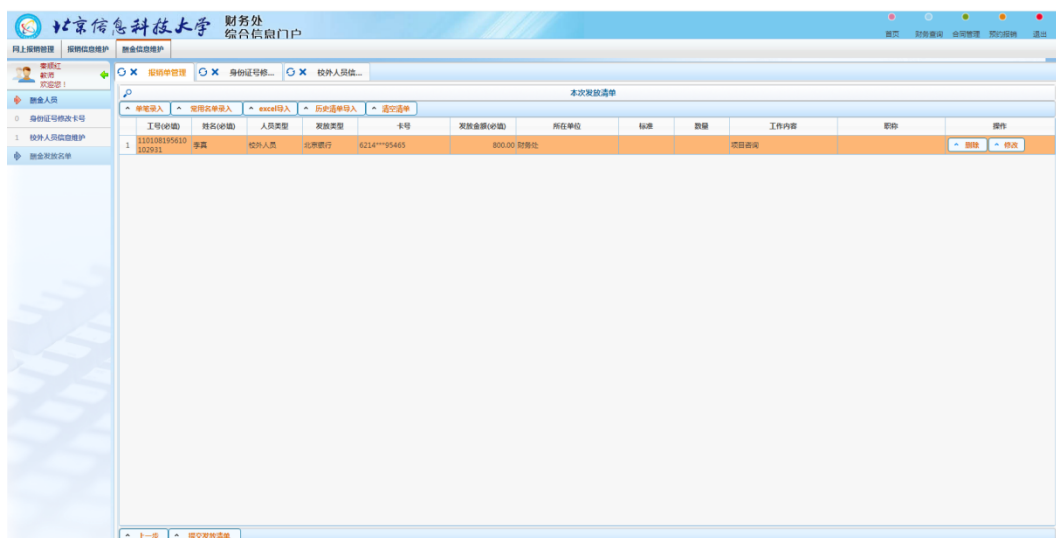 北京信息科技大学 财务处
综合信息门户
首页 财务查询 合同管理 预约报销 退出
网上报销管理 报销信息维护 酬金信息维护
教师
欢迎您！
报销单管理 身份证号修... 校外人员信...
酬金人员
0 身份证号修改卡号
1 校外人员信息维护
酬金发放名单
本次发放清单
单笔录入 常用名单录入 excel导入 历史清单导入 清空清单
工号(必填) 姓名(必填) 人员类型 发放类型 卡号 发放金额(必填) 所在单位 标准 数量 工作内容 职称 操作
1 110108195610
102931 李真 校外人员 北京银行 6214***95465 800.00 财务处 项目咨询 删除 修改
上一步 提交发放清单